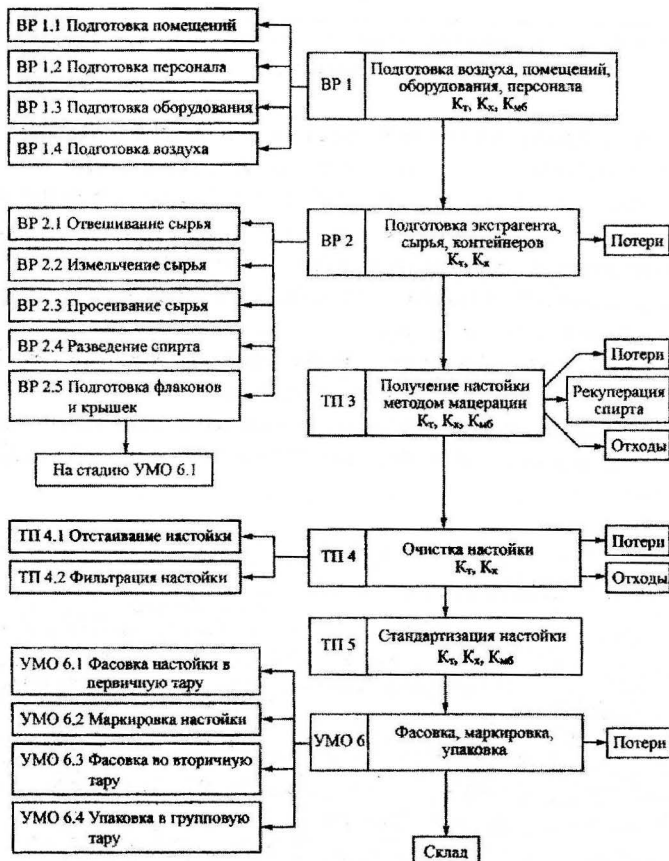 ВР 1.1 Подготовка помещений
ВР 1.2 Подготовка персонала
ВР 1.3 Подготовка оборудования
ВР 1.4 Подготовка воздуха
ВР 1
Подготовка воздуха, помещений,
оборудования, персонала
Кт, Кх, Кмб
ВР 2.1 Отвешивание сырья
ВР 2.2 Измельчение сырья
ВР 2.3 Просеивание сырья
ВР 2.4 Разведение спирта
ВР 2.5 Подготовка флаконов
и крышек
На стадию УМО 6.1
ВР 2
Подготовка экстрагента,
сырья, контейнеров
Кт, Кх
Потери
ТП 3
Получение настойки
методом мацерации
Кт, Кх, Кмб
Потери
Рекуперация
спирта
Отходы
ТП 4.1 Отстаивание настойки
ТП 4.2 Фильтрация настойки
ТП 4
Очистка настойки
Кт, Кх
Потери
Отходы
ТП 5
Стандартизация настойки
Кт, Кх, Кмб
УМО 6.1 Фасовка настойки в
первичную тару
УМО 6.2 Маркировка настойки
УМО 6.3 Фасовка во вторичную
тару
УМО 6.4 Упаковка в групповую
тару
УМО 6
Фасовка, маркировка,
упаковка
Потери
Склад